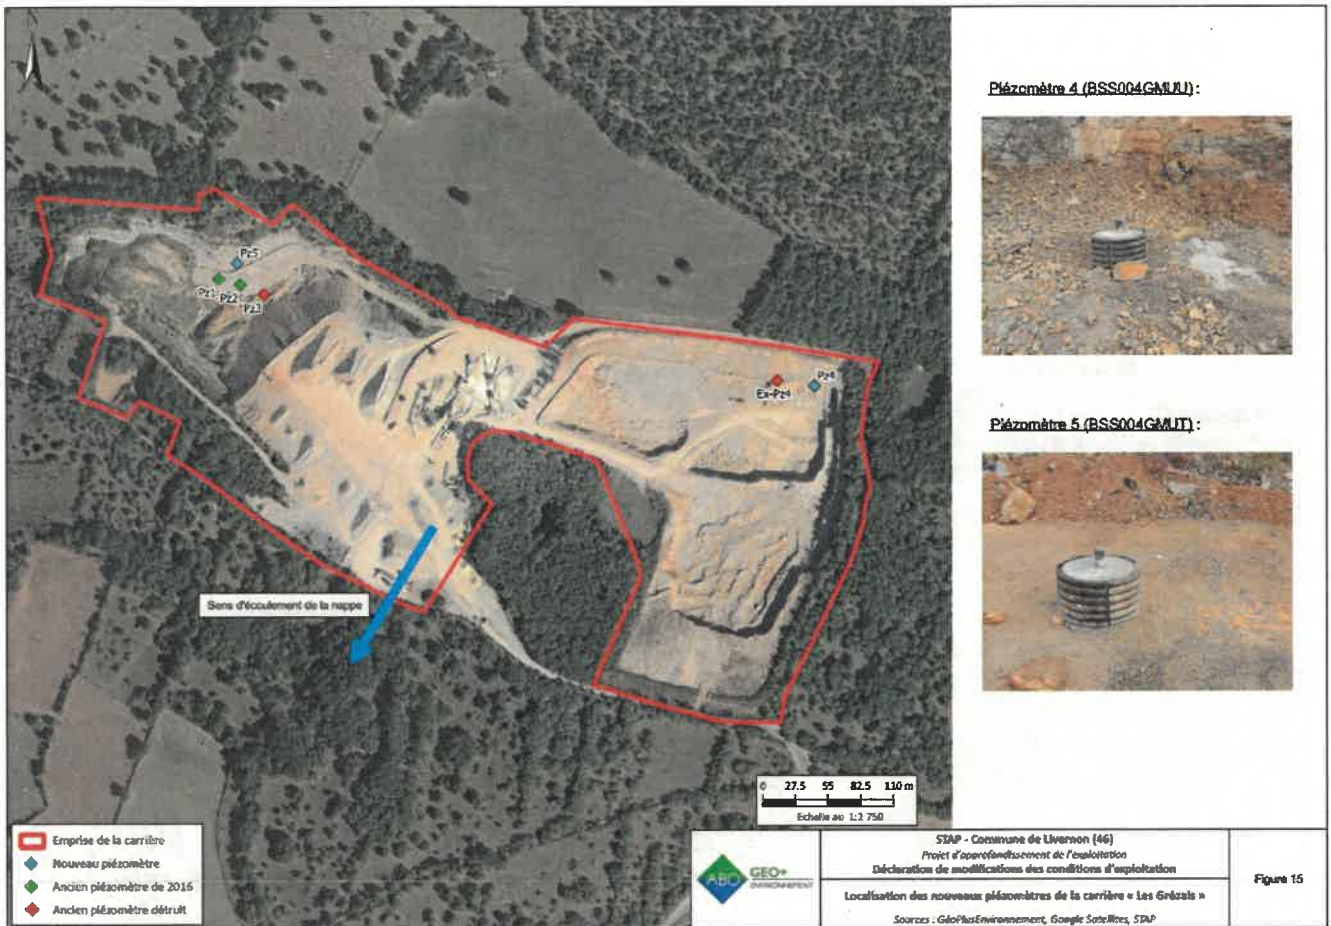 Piézomètre 4 (BSS004GMUU) :
Piézomètre 5 (BSS004GMUT) :
Pz5
Pz1
Pz2
Pz3
Ex-Pz4
Pz4
Sens d'écoulement de la nappe
0 27.5 55 82.5 110 m
Echelle au 1:2 750
Emprise de la carrière
Nouveau piézomètre
Ancien piézomètre de 2016
Ancien piézomètre détruit
ABO
GEO+
ENVIRONNEMENT
STAP - Commune de Livernon (46)
Projet d'approfondissement de l'exploitation
Déclaration de modifications des conditions d'exploitation
Localisation des nouveaux piézomètres de la carrière « Les Grézals »
Sources : GéoPlusEnvironnement, Google Satellites, STAP
Figure 15